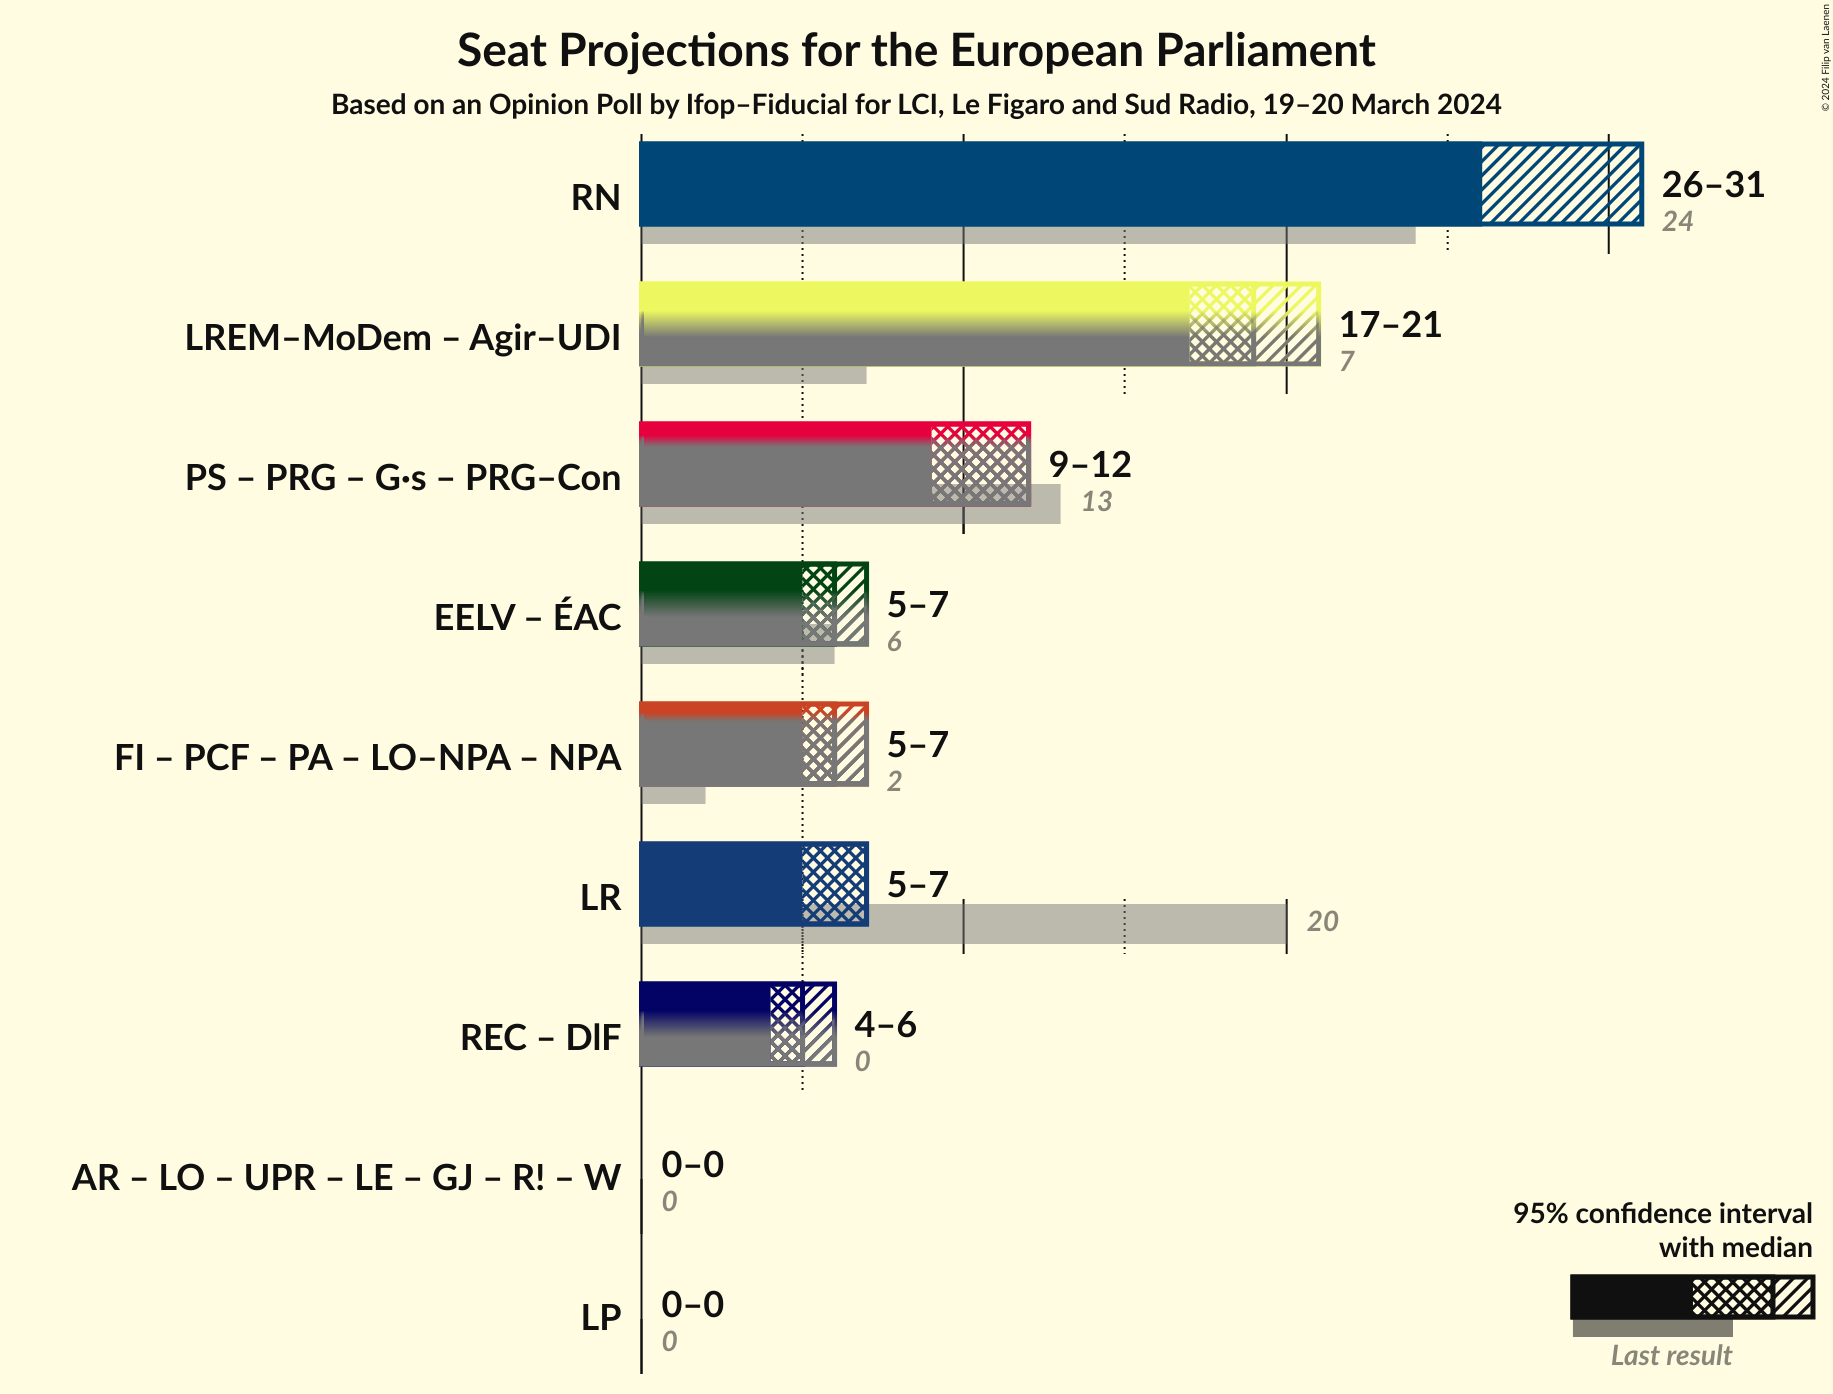 Seat Projections for the European Parliament
Based on an Opinion Poll by Ifop–Fiducial for LCI, Le Figaro and Sud Radio, 19–20 March 2024
© 2024 Filip van Laenen
RN
26–31
24
LREM–MoDem – Agir–UDI
17–21
7
PS – PRG – G·s – PRG–Con
9–12
13
EELV – ÉAC
5–7
6
FI – PCF – PA – LO–NPA – NPA
5–7
2
LR
5–7
20
REC – DlF
4–6
0
AR – LO – UPR – LE – GJ – R! – W
0–0
0
LP
0–0
0
95% confidence interval
with median
Last result